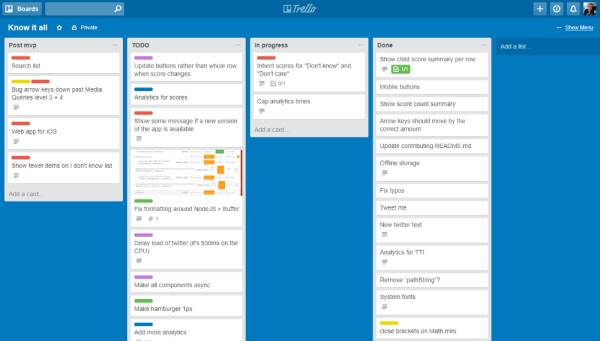 Boards
Trello
Know it all
Private
Show Menu
Post mvp
Search list
Bug arrow keys down past Media
Queries level 3 + 4
Web app for iOS
Show fewer items on I don't know list
Add a card...
TODO
Update buttons rather than whole row
when score changes
Analytics for scores
Show some message if a new version
of the app is available
Fix formatting around NodeJS > Buffer
1
Delay load of twitter (it's 500ms on the
CPU)
Make all components async
Make hamburger 1px
Add more analytics
In progress
Inherit scores for "Don't know" and
"Don't care"
0/1
Cap analytics times
Add a card...
Done
Show child score summary per row
1/1
Mobile buttons
Show score count summary
Arrow keys should move by the
correct amount
Update contributing README.md
Offline storage
Fix typos
Tweet me
New twitter text
Analytics for TTI
Remove `pathString`?
System fonts
close brackets on Math.min(
Add a list...